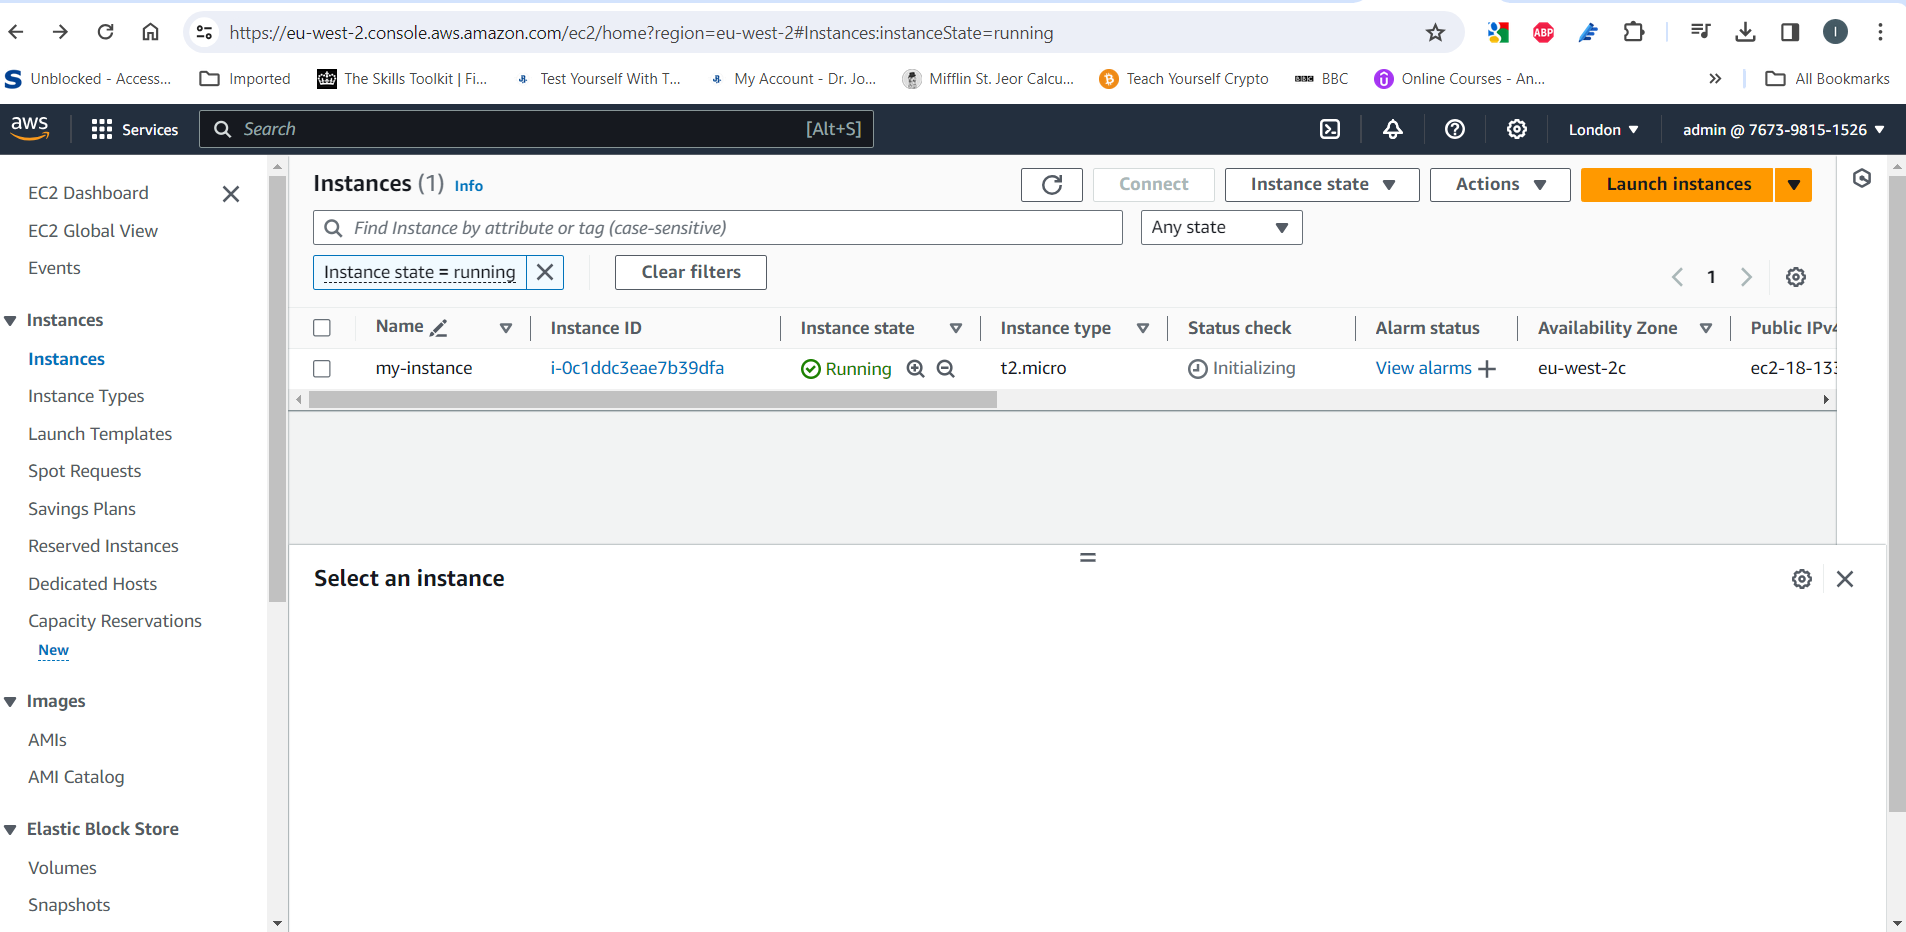 https://eu-west-2.console.aws.amazon.com/ec2/home?region=eu-west-2#Instances:instanceState=running
ABP
I
S Unblocked - Access... Imported The Skills Toolkit | Fi... Test Yourself With T... My Account - Dr. Jo... Mifflin St. Jeor Calcu... Teach Yourself Crypto BBC BBC Online Courses - An... » All Bookmarks
aws Services Search [Alt+S] London admin @ 7673-9815-1526
EC2 Dashboard
EC2 Global View
Events
Instances
Instances
Instance Types
Launch Templates
Spot Requests
Savings Plans
Reserved Instances
Dedicated Hosts
Capacity Reservations
New
Images
AMIs
AMI Catalog
Elastic Block Store
Volumes
Snapshots
Instances (1) Info Connect Instance state Actions Launch instances
Find Instance by attribute or tag (case-sensitive) Any state
Instance state = running Clear filters 1
Name Instance ID Instance state Instance type Status check Alarm status Availability Zone Public IPv4
my-instance i-0c1ddc3eae7b39dfa Running t2.micro Initializing View alarms + eu-west-2c ec2-18-133
Select an instance